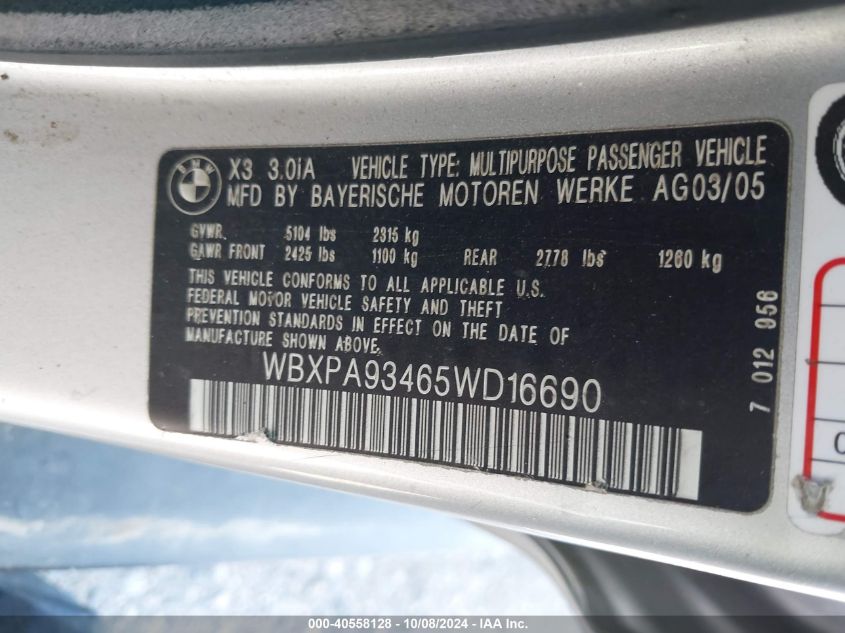 BMW
X3 3.0iA VEHICLE TYPE: MULTIPURPOSE PASSENGER VEHICLE
MFD BY BAYERISCHE MOTOREN WERKE AG03/05
GVWR. 5104 lbs 2315 kg
GAWR FRONT 2425 lbs 1100 kg REAR 2778 lbs 1260 kg
THIS VEHICLE CONFORMS TO ALL APPLICABLE U.S.
FEDERAL MOTOR VEHICLE SAFETY AND THEFT
PREVENTION STANDARDS IN EFFECT ON THE DATE OF
MANUFACTURE SHOWN ABOVE.
WBXPA93465WD16690
7 012 956
000-40558128 - 10/08/2024 - IAA Inc.